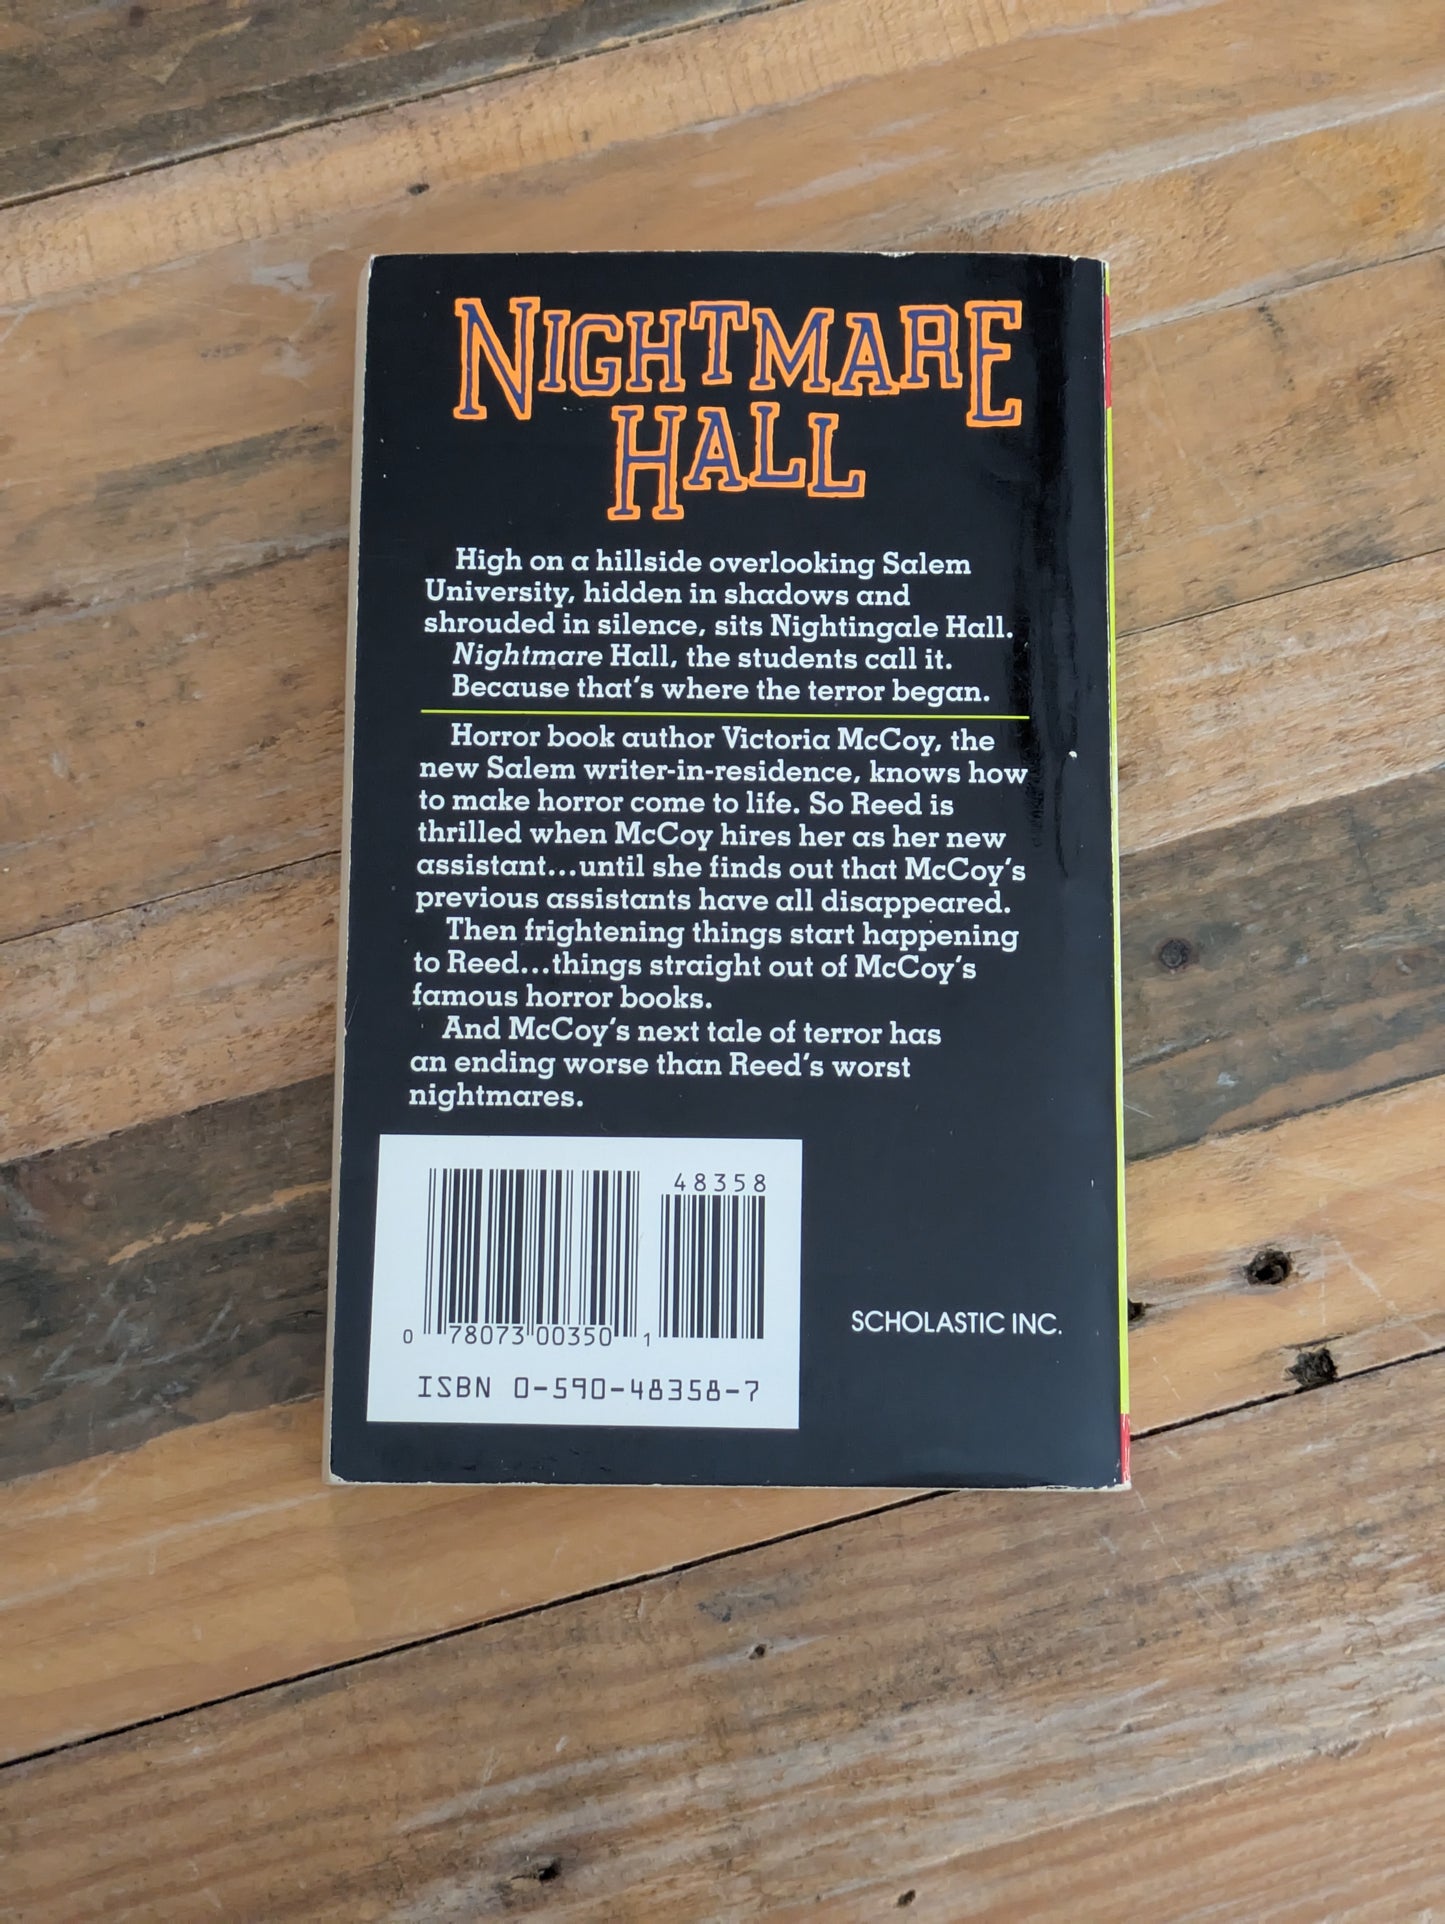 NIGHTMARE
HALL
High on a hillside overlooking Salem
University, hidden in shadows and
shrouded in silence, sits Nightingale Hall.
Nightmare Hall, the students call it.
Because that's where the terror began.
Horror book author Victoria McCoy, the
new Salem writer-in-residence, knows how
to make horror come to life. So Reed is
thrilled when McCoy hires her as her new
assistant...until she finds out that McCoy's
previous assistants have all disappeared.
Then frightening things start happening
to Reed...things straight out of McCoy's
famous horror books.
And McCoy's next tale of terror has
an ending worse than Reed's worst
nightmares.
48358
0 78073 00350 1
ISBN 0-590-48358-7
SCHOLASTIC INC.